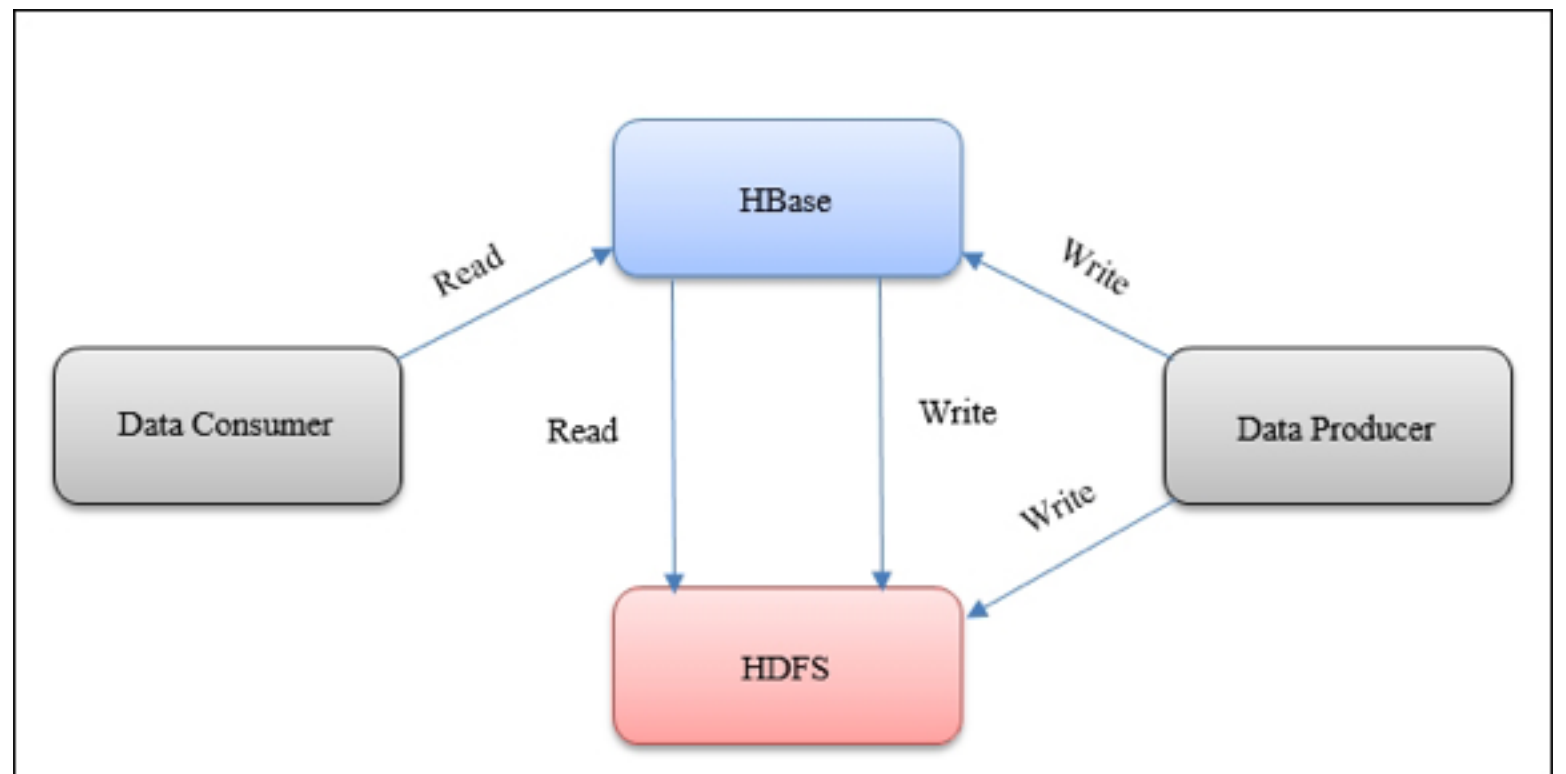 HBase
Read
Write
Data Consumer
Read
Write
Data Producer
Write
HDFS